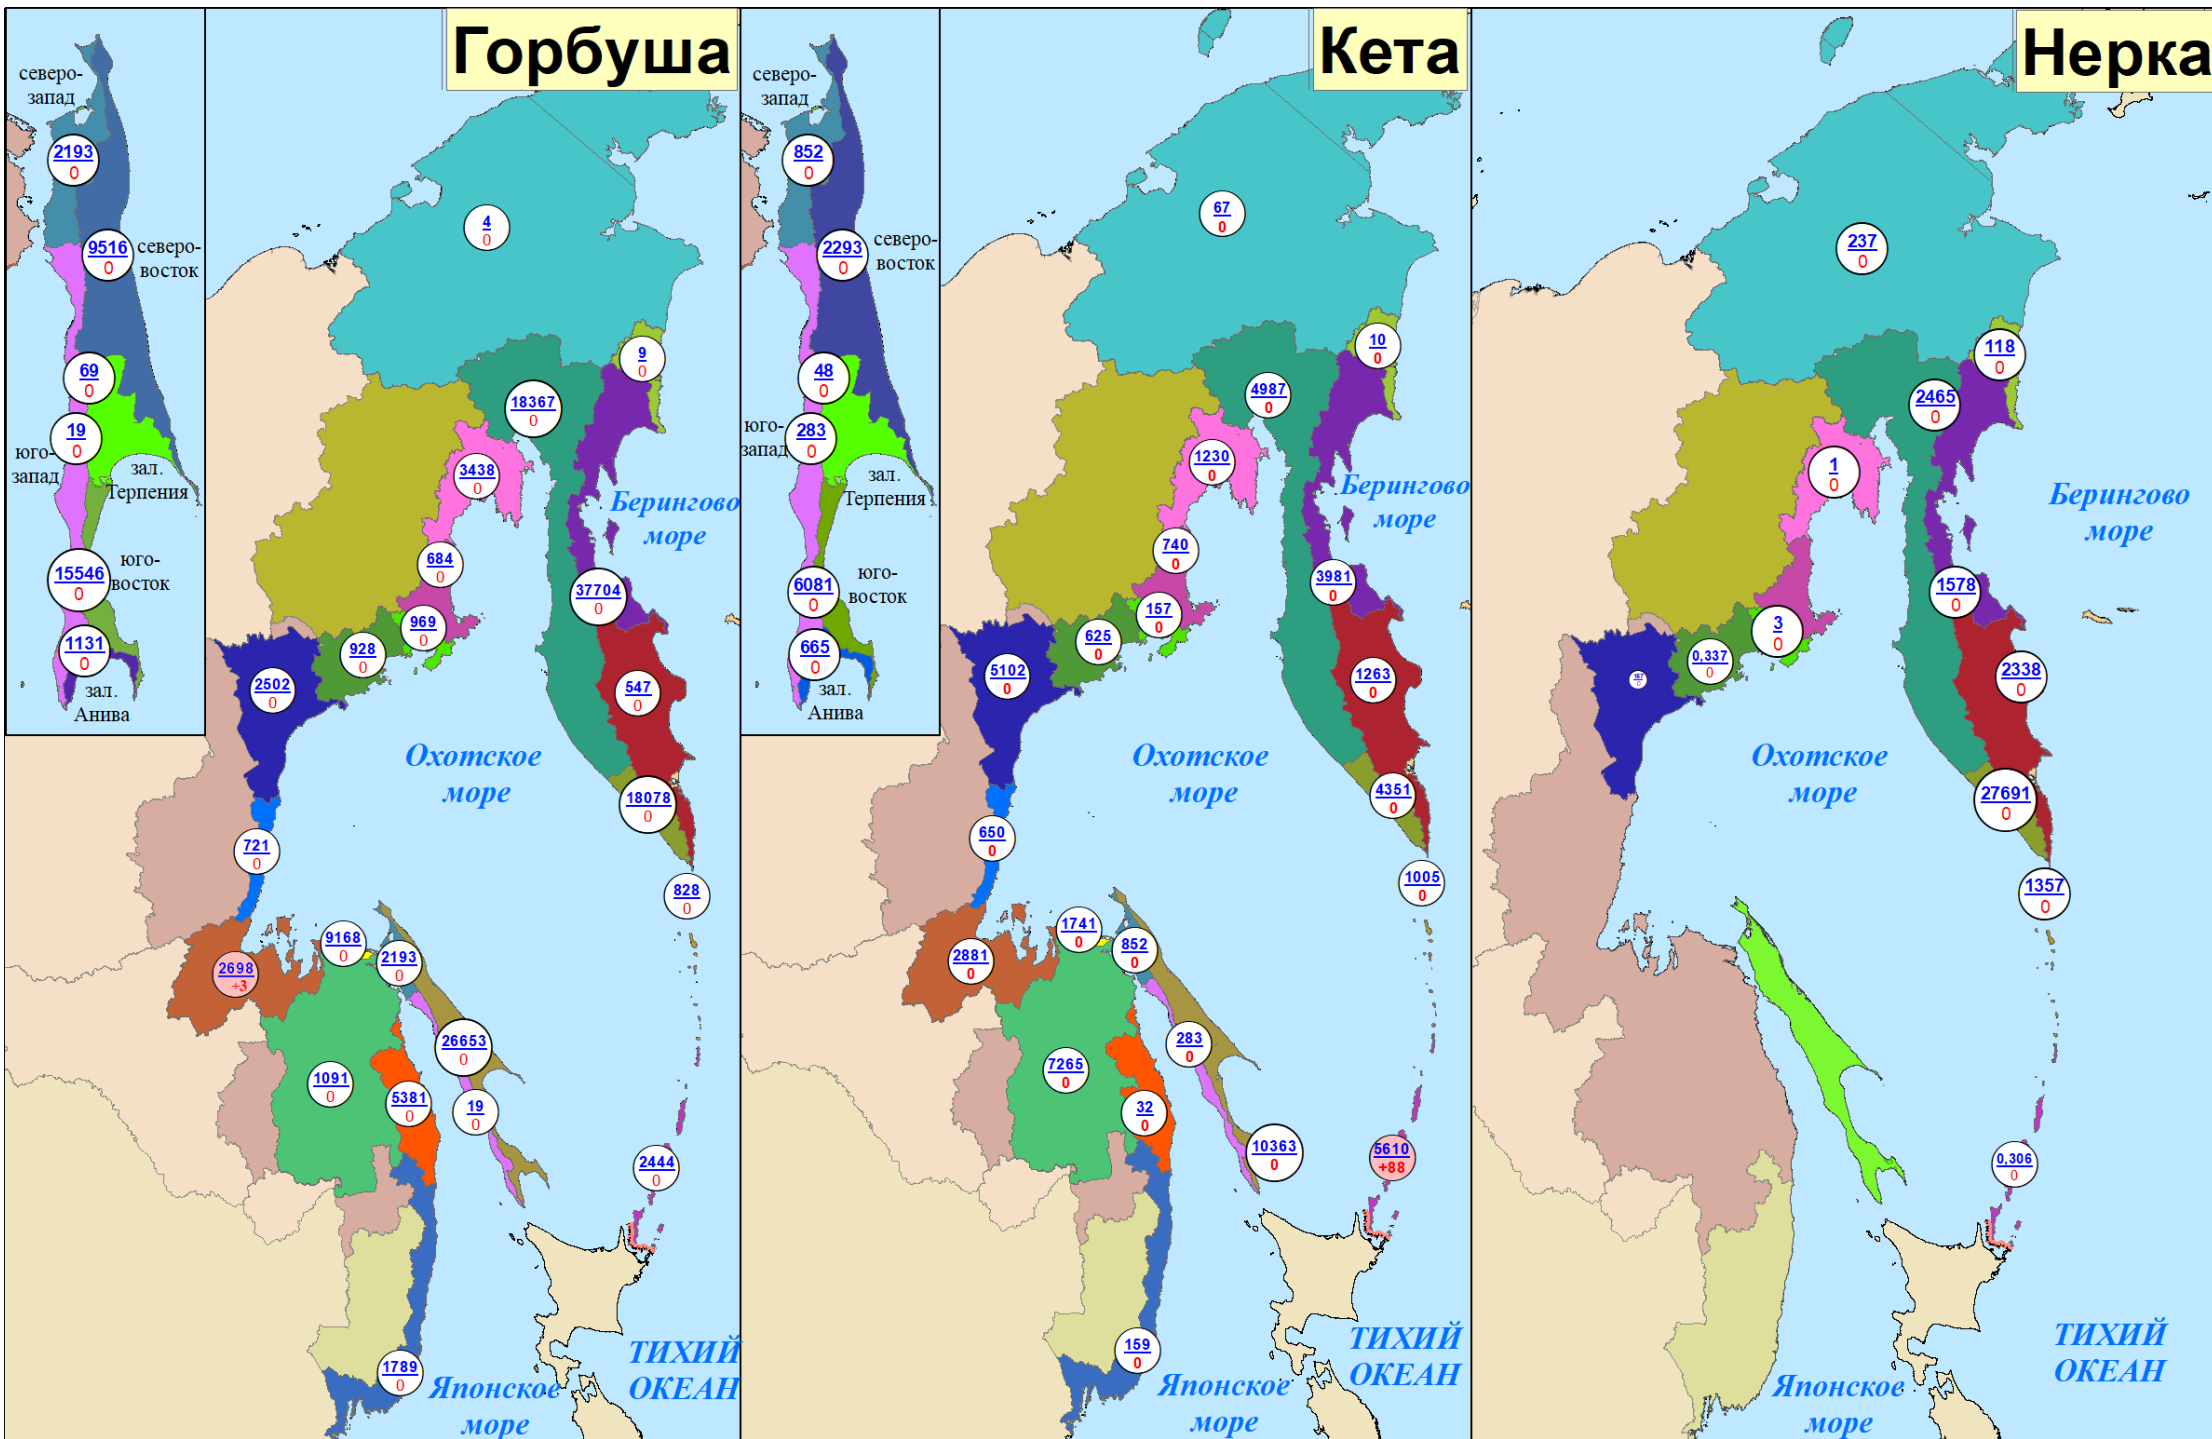 Горбуша
северо-
запад
2193
0
9516
0
северо-
восток
69
0
19
0
юго-
запад
зал.
Терпения
15546
0
юго-
восток
1131
0
зал.
Анива
4
0
9
0
18367
0
3438
0
Берингово
море
684
0
37704
0
969
0
928
0
2502
0
547
0
Охотское
море
18078
0
721
0
828
0
9168
0
2193
0
2698
+3
26653
0
1091
0
5381
0
19
0
2444
0
1789
0
ТИХИЙ
ОКЕАН
Японское
море
Кета
северо-
запад
852
0
2293
0
северо-
восток
48
0
283
0
юго-
запад
зал.
Терпения
6081
0
юго-
восток
665
0
зал.
Анива
67
0
10
0
4987
0
1230
0
Берингово
море
740
0
3981
0
157
0
625
0
5102
0
1263
0
Охотское
море
4351
0
650
0
1005
0
1741
0
852
0
2881
0
283
0
7265
0
32
0
10363
0
5610
+88
159
0
ТИХИЙ
ОКЕАН
Японское
море
Нерка
237
0
118
0
2465
0
1
0
Берингово
море
1578
0
3
0
0,337
0
167
0
2338
0
Охотское
море
27691
0
1357
0
0,306
0
ТИХИЙ
ОКЕАН
Японское
море